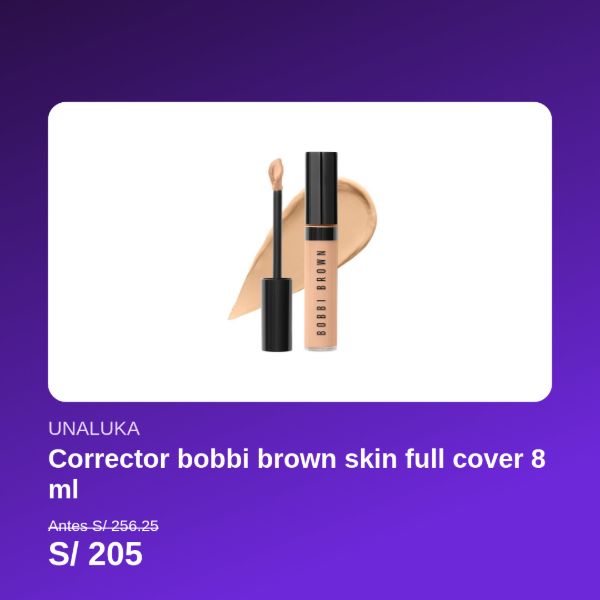 BOBBI BROWN
UNALUKA
Corrector bobbi brown skin full cover 8
ml
Antes S/ 256.25
S/ 205